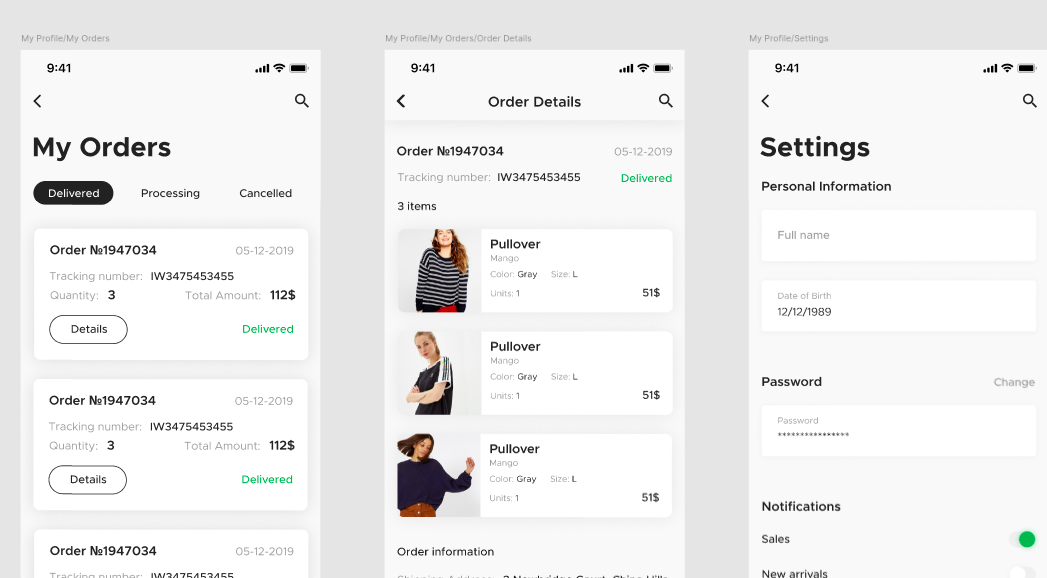 My Profile/My Orders
9:41
My Orders
Delivered Processing Cancelled
Order №1947034 05-12-2019
Tracking number: IW3475453455
Quantity: 3 Total Amount: 112$
Details Delivered
Order №1947034 05-12-2019
Tracking number: IW3475453455
Quantity: 3 Total Amount: 112$
Details Delivered
Order №1947034 05-12-2019
Tracking number: IW3475453455
My Profile/My Orders/Order Details
9:41
Order Details
Order №1947034 05-12-2019
Tracking number: IW3475453455 Delivered
3 items
Pullover
Mango
Color: Gray Size: L
Units: 1 51$
Pullover
Mango
Color: Gray Size: L
Units: 1 51$
Pullover
Mango
Color: Gray Size: L
Units: 1 51$
Order information
Shipping Address: 3 Newbridge Court, Chino Hills
My Profile/Settings
9:41
Settings
Personal Information
Full name
Date of Birth
12/12/1989
Password Change
Password
****************
Notifications
Sales
New arrivals